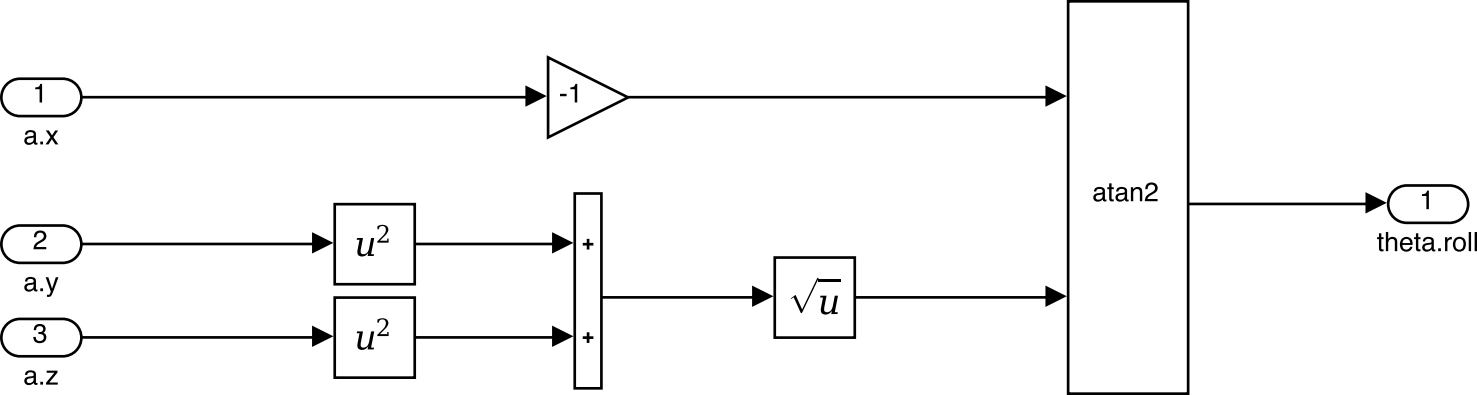 1
a.x
-1
2
a.y
u²
+
3
a.z
u²
+
√u
atan2
1
theta.roll